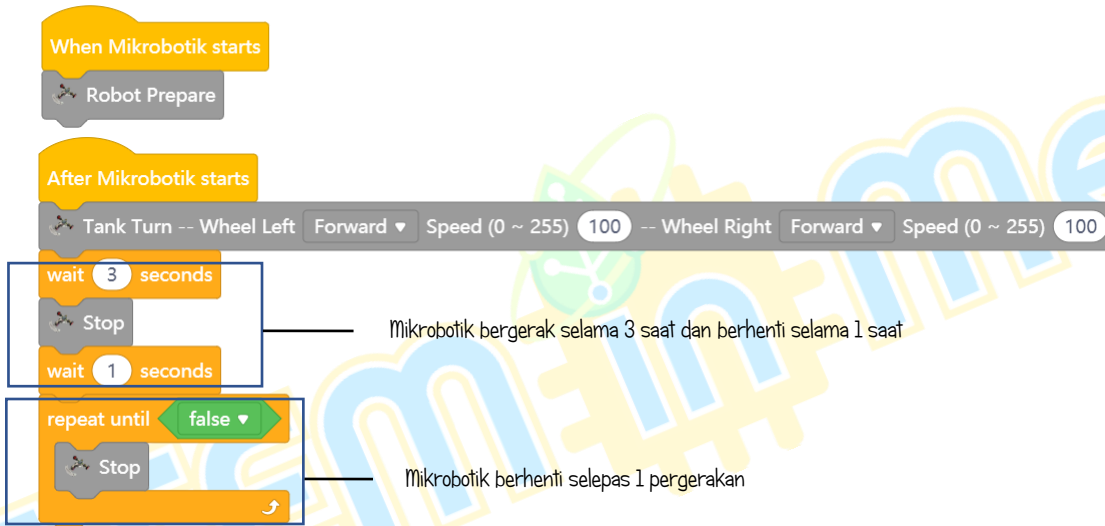 When Mikrobotik starts
Robot Prepare
After Mikrobotik starts
Tank Turn -- Wheel Left Forward ▾ Speed (0 ~ 255) 100 -- Wheel Right Forward ▾ Speed (0 ~ 255) 100
wait 3 seconds
Stop
Mikrobotik bergerak selama 3 saat dan berhenti selama 1 saat
wait 1 seconds
repeat until false ▾
Stop
Mikrobotik berhenti selepas 1 pergerakan